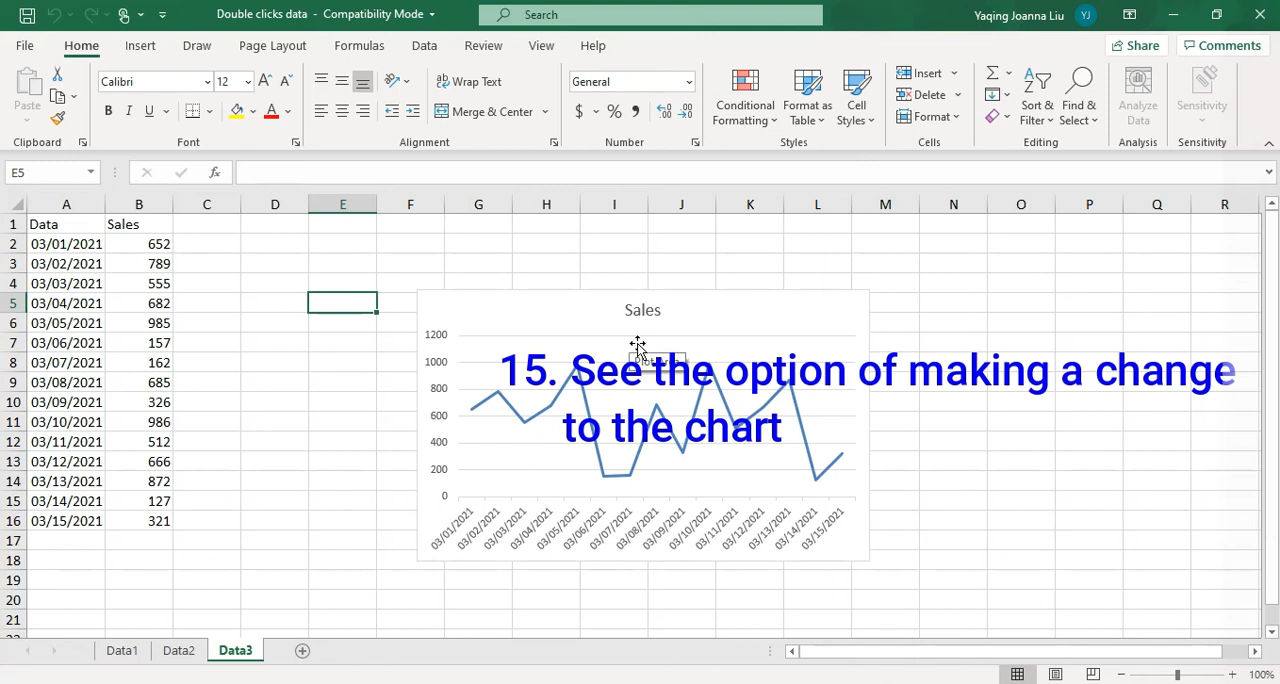 Double clicks data - Compatibility Mode
Search
Yaqing Joanna Liu YJ
File Home Insert Draw Page Layout Formulas Data Review View Help
Share Comments
Paste
Calibri 12
B I U A
Wrap Text
Merge & Center
General
$ % 9
Conditional Formatting
Format as Table
Cell Styles
Insert
Delete
Format
Sort & Filter
Find & Select
Analyze Data
Sensitivity
Clipboard Font Alignment Number Styles Cells Editing Analysis Sensitivity
E5 fx
A B C D E F G H I J K L M N O P Q R
1 Data Sales
2 03/01/2021 652
3 03/02/2021 789
4 03/03/2021 555
5 03/04/2021 682
6 03/05/2021 985
7 03/06/2021 157
8 03/07/2021 162
9 03/08/2021 685
10 03/09/2021 326
11 03/10/2021 986
12 03/11/2021 512
13 03/12/2021 666
14 03/13/2021 872
15 03/14/2021 127
16 03/15/2021 321
17
18
19
20
21
Sales
1200
1000
800
600
400
200
0
03/01/2021 03/02/2021 03/03/2021 03/04/2021 03/05/2021 03/06/2021 03/07/2021 03/08/2021 03/09/2021 03/10/2021 03/11/2021 03/12/2021 03/13/2021 03/14/2021 03/15/2021
15. See the option of making a change
to the chart
Data1 Data2 Data3
100%